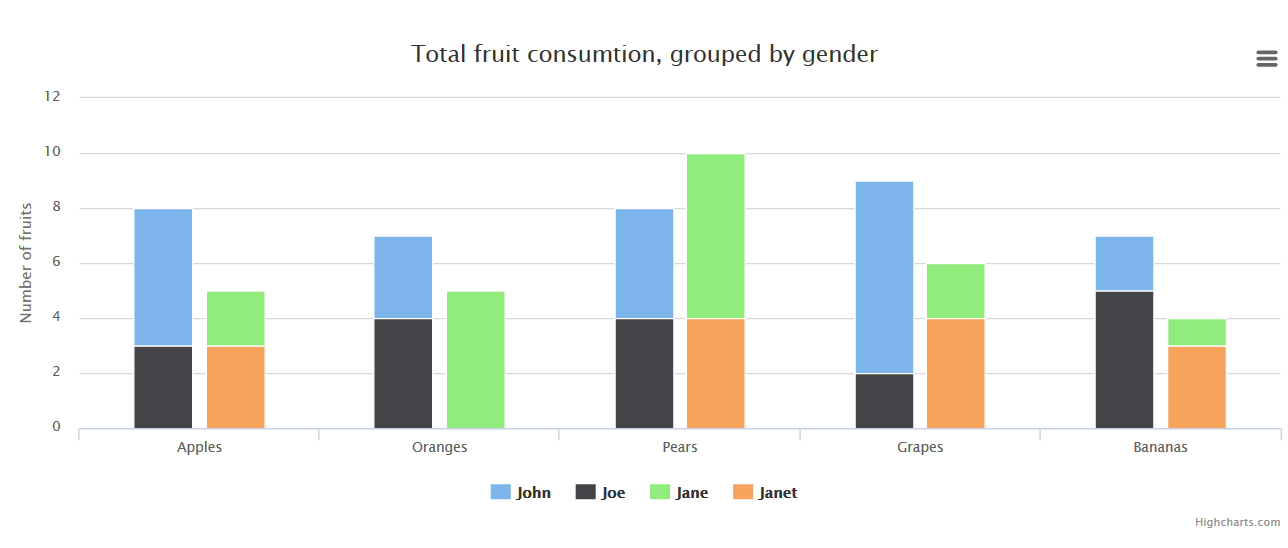 Total fruit consumtion, grouped by gender
Number of fruits
12
10
8
6
4
2
0
Apples Oranges Pears Grapes Bananas
John Joe Jane Janet
Highcharts.com